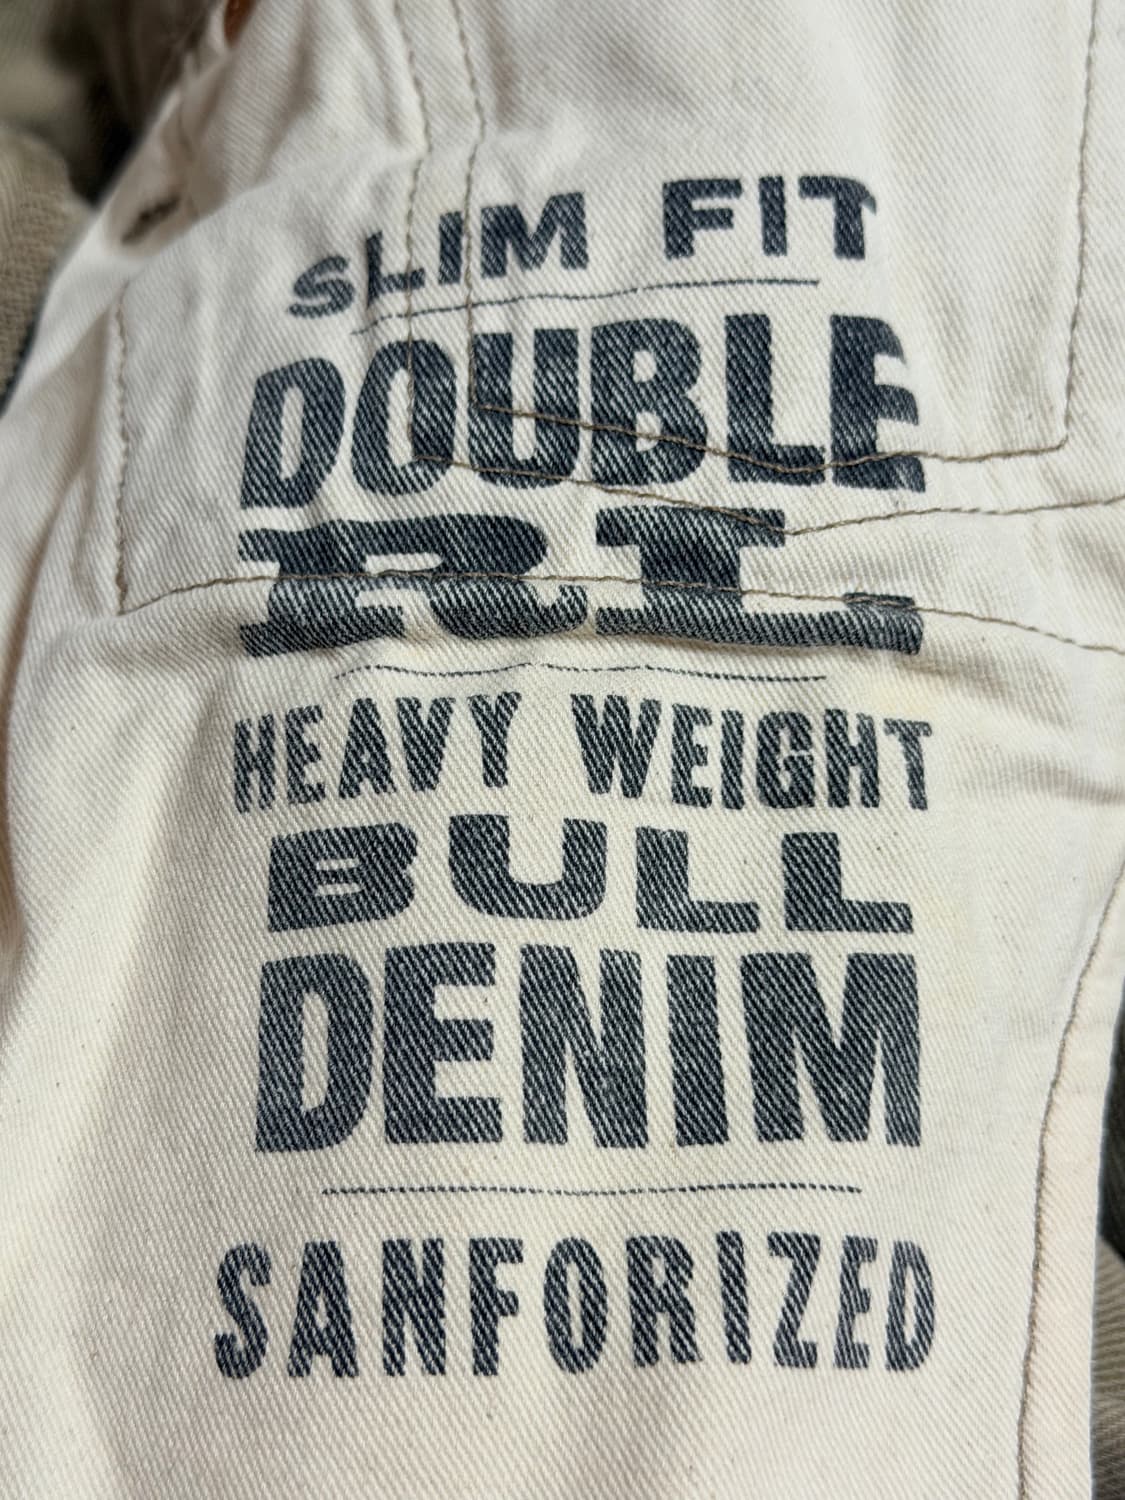 SLIM FIT
DOUBLE
RL
HEAVY WEIGHT
BULL
DENIM
SANFORIZED